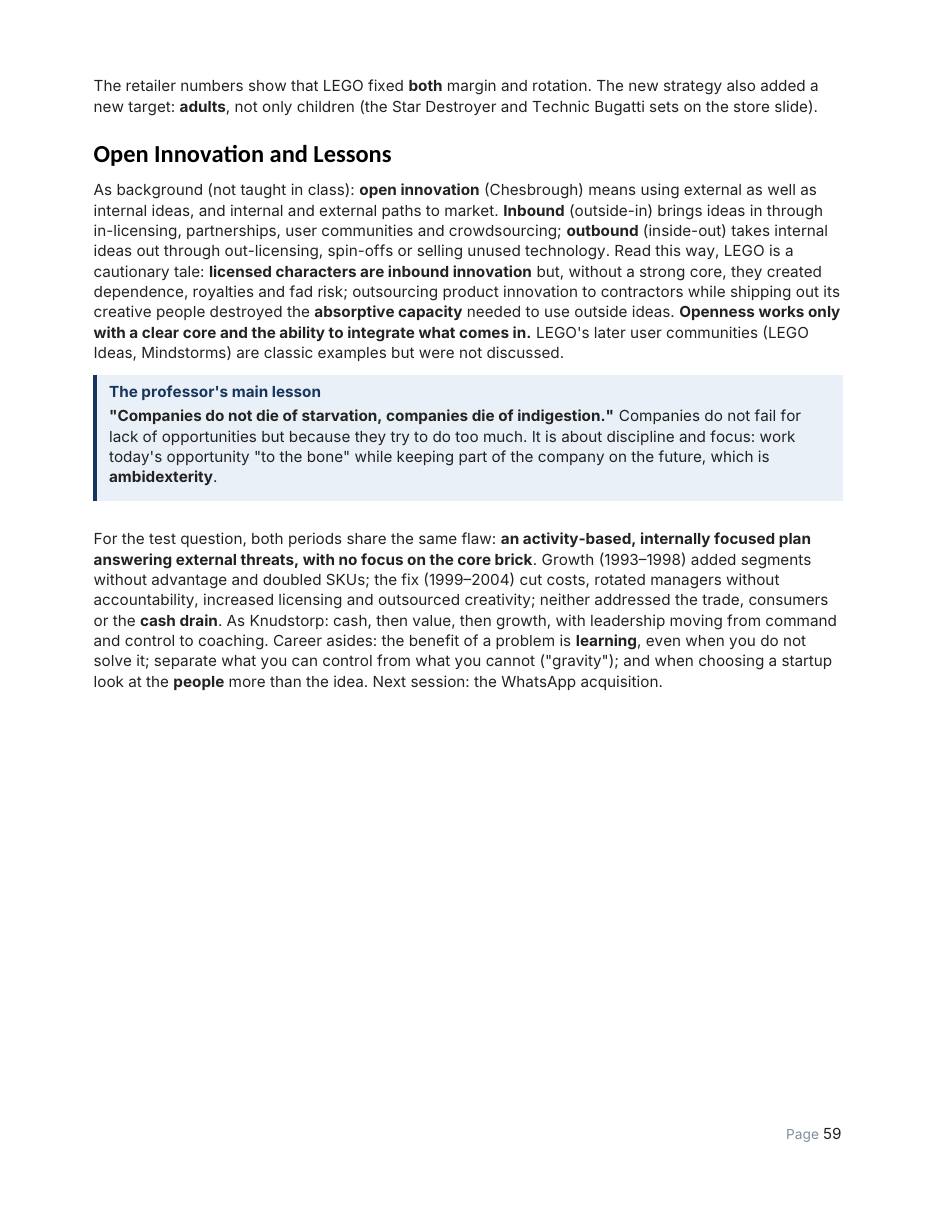 The retailer numbers show that LEGO fixed both margin and rotation. The new strategy also added a
new target: adults, not only children (the Star Destroyer and Technic Bugatti sets on the store slide).
Open Innovation and Lessons
As background (not taught in class): open innovation (Chesbrough) means using external as well as
internal ideas, and internal and external paths to market. Inbound (outside-in) brings ideas in through
in-licensing, partnerships, user communities and crowdsourcing; outbound (inside-out) takes internal
ideas out through out-licensing, spin-offs or selling unused technology. Read this way, LEGO is a
cautionary tale: licensed characters are inbound innovation but, without a strong core, they created
dependence, royalties and fad risk; outsourcing product innovation to contractors while shipping out its
creative people destroyed the absorptive capacity needed to use outside ideas. Openness works only
with a clear core and the ability to integrate what comes in. LEGO's later user communities (LEGO
Ideas, Mindstorms) are classic examples but were not discussed.
The professor's main lesson
"Companies do not die of starvation, companies die of indigestion." Companies do not fail for
lack of opportunities but because they try to do too much. It is about discipline and focus: work
today's opportunity "to the bone" while keeping part of the company on the future, which is
ambidexterity.
For the test question, both periods share the same flaw: an activity-based, internally focused plan
answering external threats, with no focus on the core brick. Growth (1993–1998) added segments
without advantage and doubled SKUs; the fix (1999–2004) cut costs, rotated managers without
accountability, increased licensing and outsourced creativity; neither addressed the trade, consumers
or the cash drain. As Knudstorp: cash, then value, then growth, with leadership moving from command
and control to coaching. Career asides: the benefit of a problem is learning, even when you do not
solve it; separate what you can control from what you cannot ("gravity"); and when choosing a startup
look at the people more than the idea. Next session: the WhatsApp acquisition.
Page 59